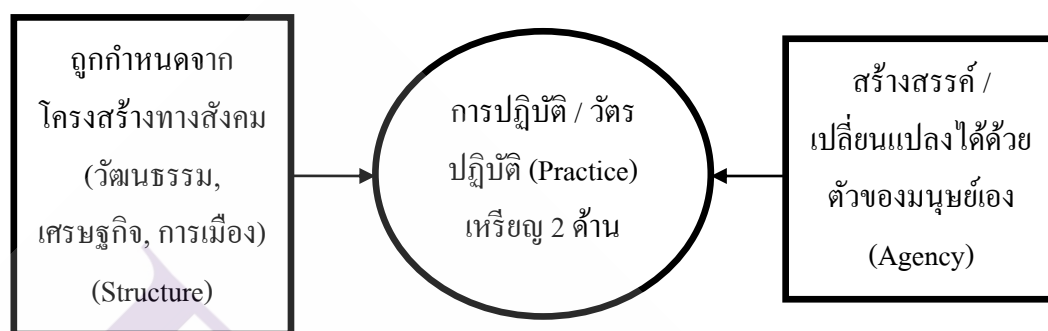 ถูกกำหนดจาก
โครงสร้างทางสังคม
(วัฒนธรรม,
เศรษฐกิจ, การเมือง)
(Structure)
การปฏิบัติ / วัตร
ปฏิบัติ (Practice)
เหรียญ 2 ด้าน
สร้างสรรค์ /
เปลี่ยนแปลงได้ด้วย
ตัวของมนุษย์เอง
(Agency)